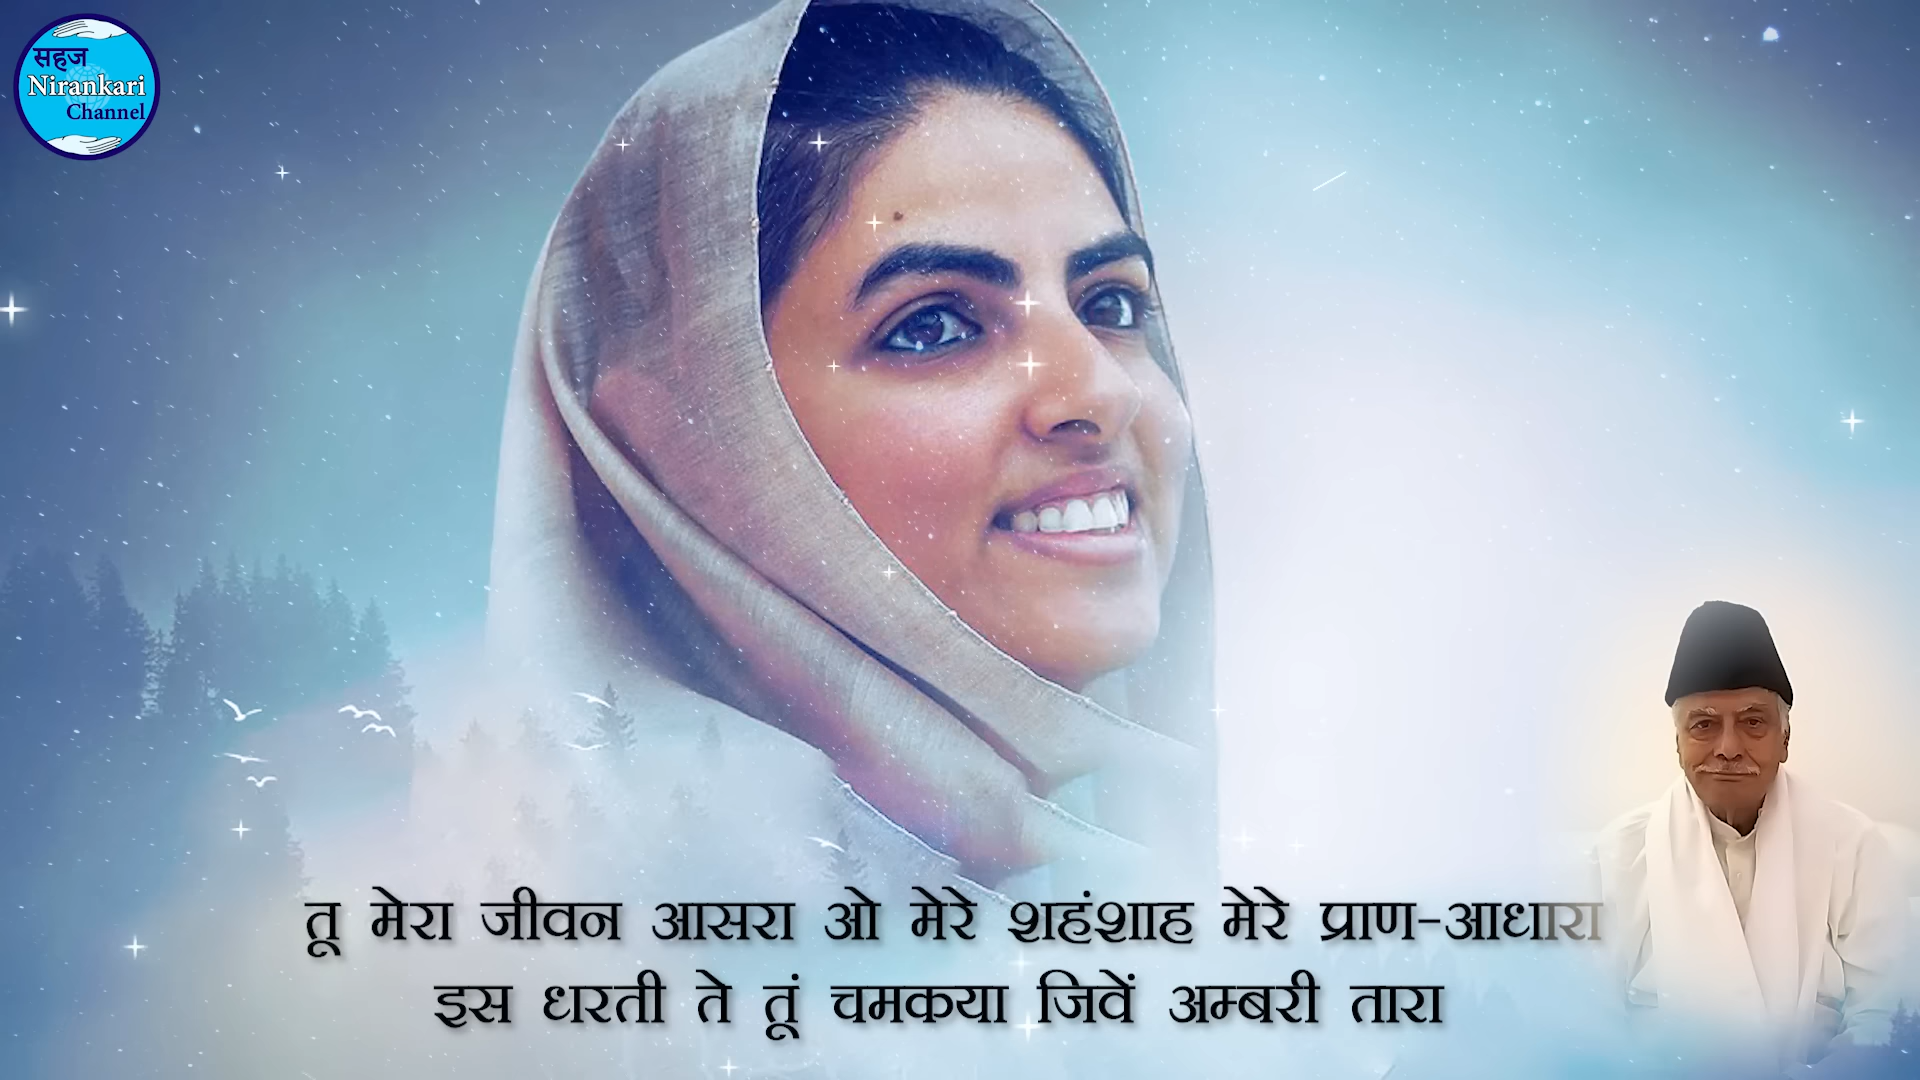 सहज
Nirankari
Channel
तू मेरा जीवन आसरा ओ मेरे शहंशाह मेरे प्राण-आधारा
इस धरती ते तूं चमकया जिवें अम्बरी तारा